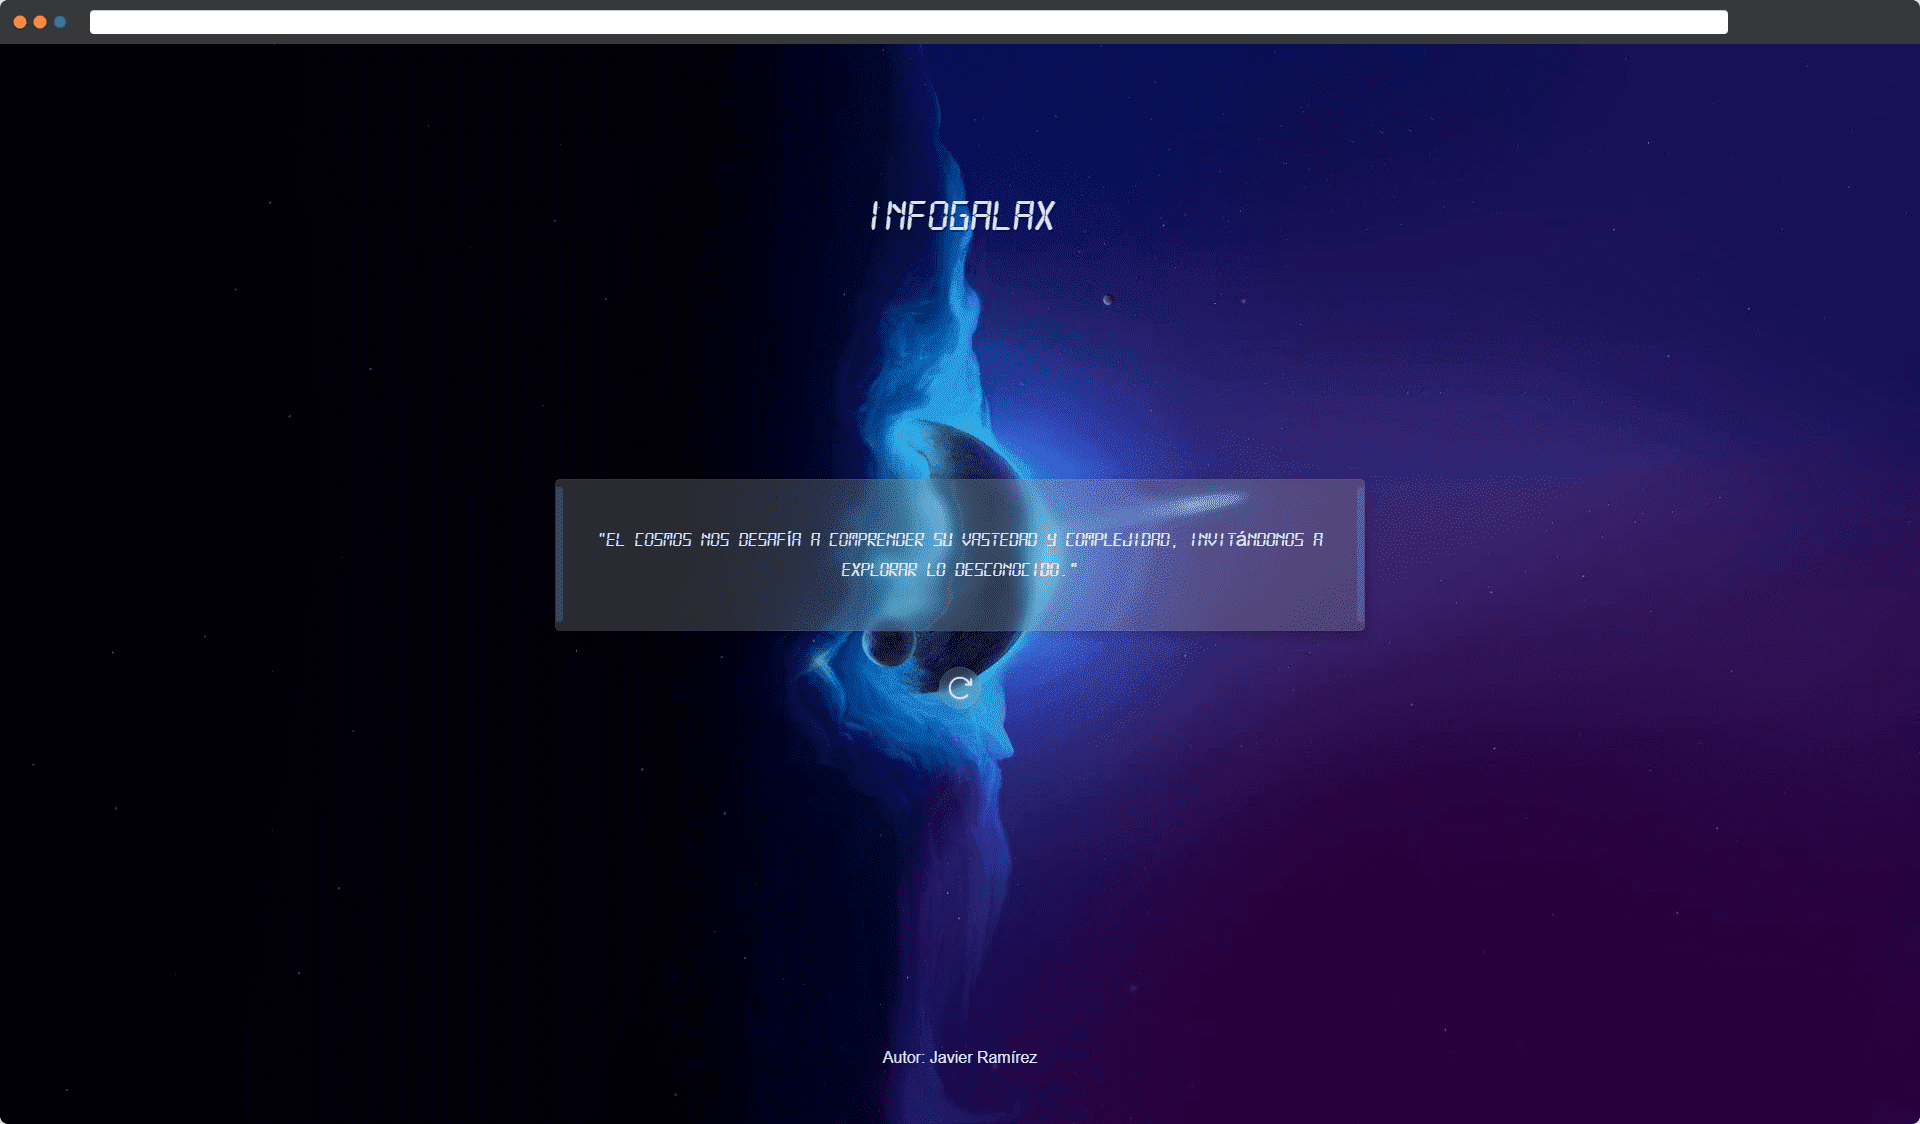 INFOGALAX
"EL COSMOS NOS DESAFÍA A COMPRENDER SU VASTEDAD Y COMPLEJIDAD, INVITÁNDONOS A
EXPLORAR LO DESCONOCIDO."
Autor: Javier Ramírez